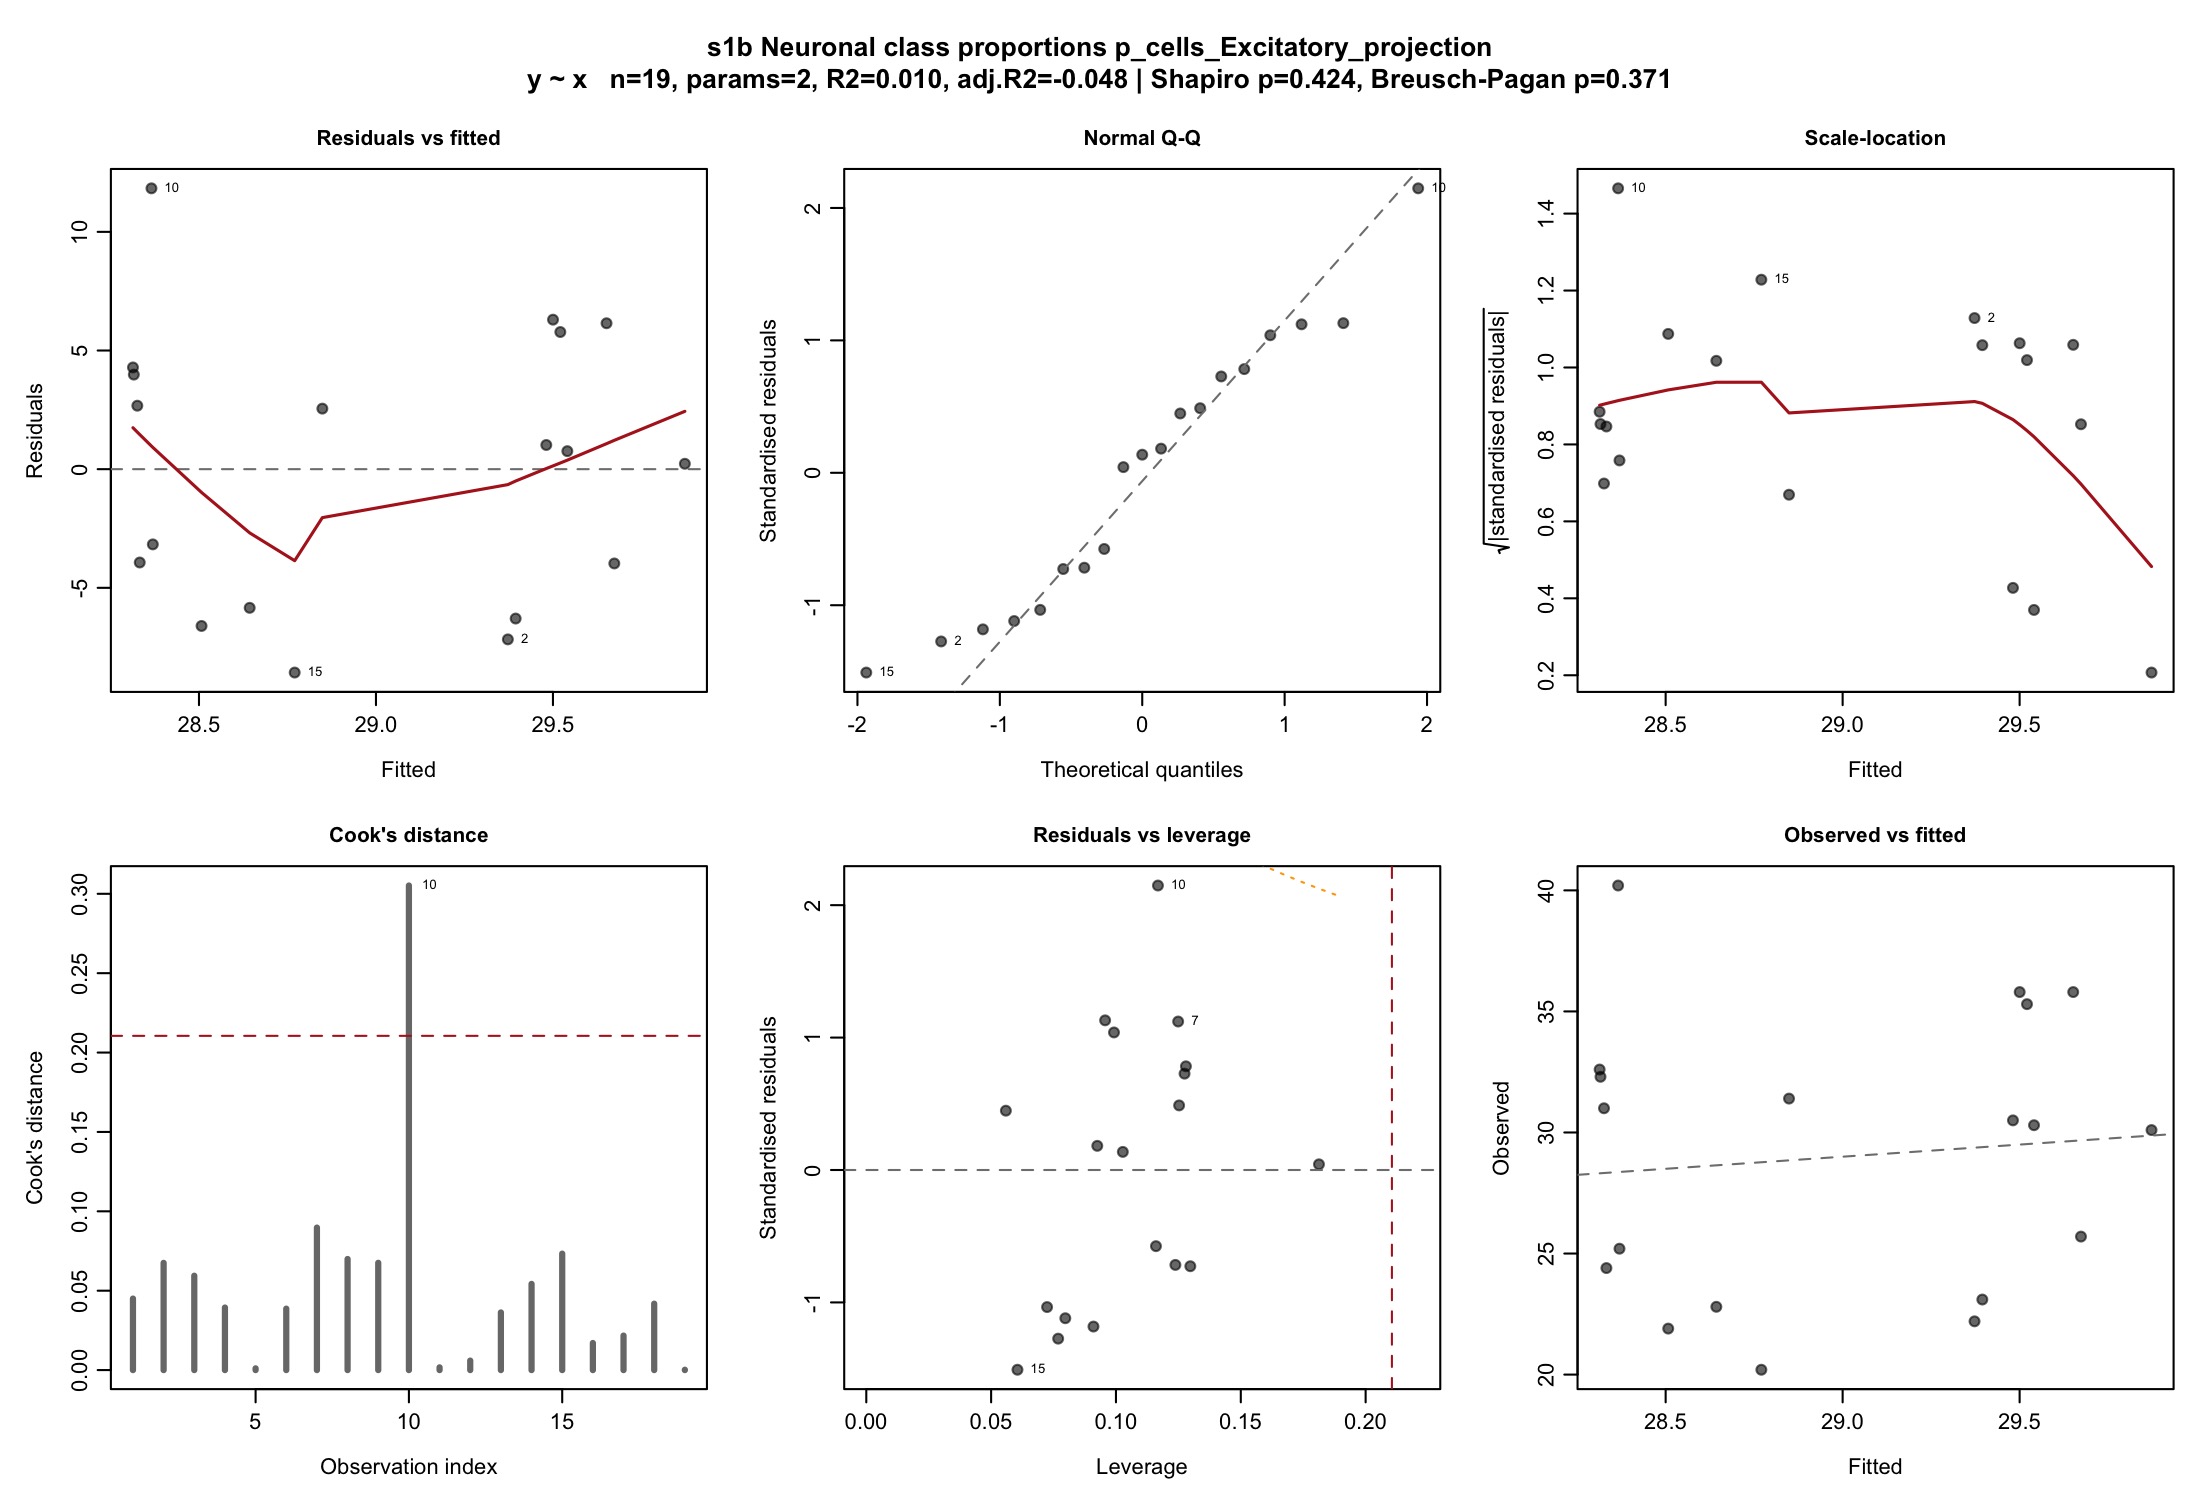 s1b Neuronal class proportions p_cells_Excitatory_projection
y ~ x   n=19, params=2, R2=0.010, adj.R2=-0.048 | Shapiro p=0.424, Breusch-Pagan p=0.371
Residuals vs fitted
Residuals
10
5
0
-5
10
2
15
28.5 29.0 29.5
Fitted
Normal Q-Q
Standardised residuals
2
1
0
-1
10
2
15
-2 -1 0 1 2
Theoretical quantiles
Scale-location
√|standardised residuals|
1.4
1.2
1.0
0.8
0.6
0.4
0.2
10
15
2
28.5 29.0 29.5
Fitted
Cook's distance
Cook's distance
0.30
0.25
0.20
0.15
0.10
0.05
0.00
10
5 10 15
Observation index
Residuals vs leverage
Standardised residuals
2
1
0
-1
10
7
15
0.00 0.05 0.10 0.15 0.20
Leverage
Observed vs fitted
Observed
40
35
30
25
20
28.5 29.0 29.5
Fitted